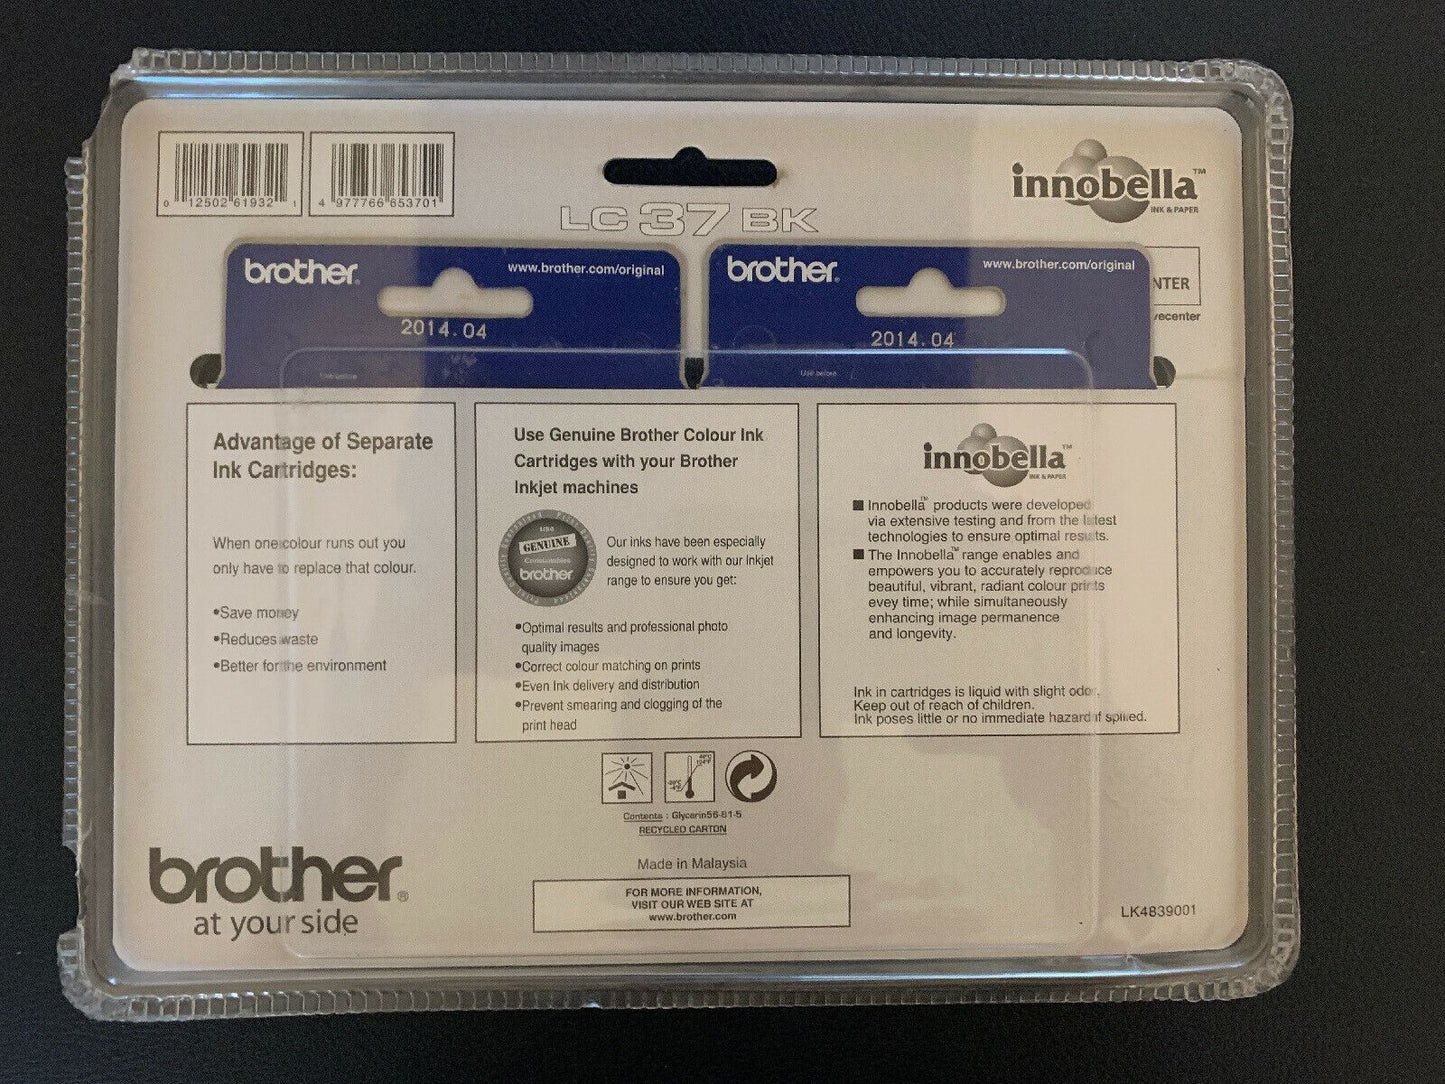 0 12502 61932 1
4 977766 653701
LC 37 BK
innobella™
INK & PAPER
brother®
www.brother.com/original
2014.04
Use before
brother®
www.brother.com/original
2014.04
Use before
NTER
vecenter
Advantage of Separate
Ink Cartridges:
When one colour runs out you
only have to replace that colour.
•Save money
•Reduces waste
•Better for the environment
Use Genuine Brother Colour Ink
Cartridges with your Brother
Inkjet machines
USE
GENUINE
Consumables
brother
Our inks have been especially
designed to work with our Inkjet
range to ensure you get:
•Optimal results and professional photo
quality images
•Correct colour matching on prints
•Even Ink delivery and distribution
•Prevent smearing and clogging of the
print head
innobella™
INK & PAPER
■ Innobella™ products were developed
via extensive testing and from the latest
technologies to ensure optimal results.
■ The Innobella™ range enables and
empowers you to accurately reproduce
beautiful, vibrant, radiant colour prints
evey time; while simultaneously
enhancing image permanence
and longevity.
Ink in cartridges is liquid with slight odor.
Keep out of reach of children.
Ink poses little or no immediate hazard if spilled.
Contents : Glycerin56-81-5
RECYCLED CARTON
Made in Malaysia
FOR MORE INFORMATION,
VISIT OUR WEB SITE AT
www.brother.com
brother®
at your side
LK4839001